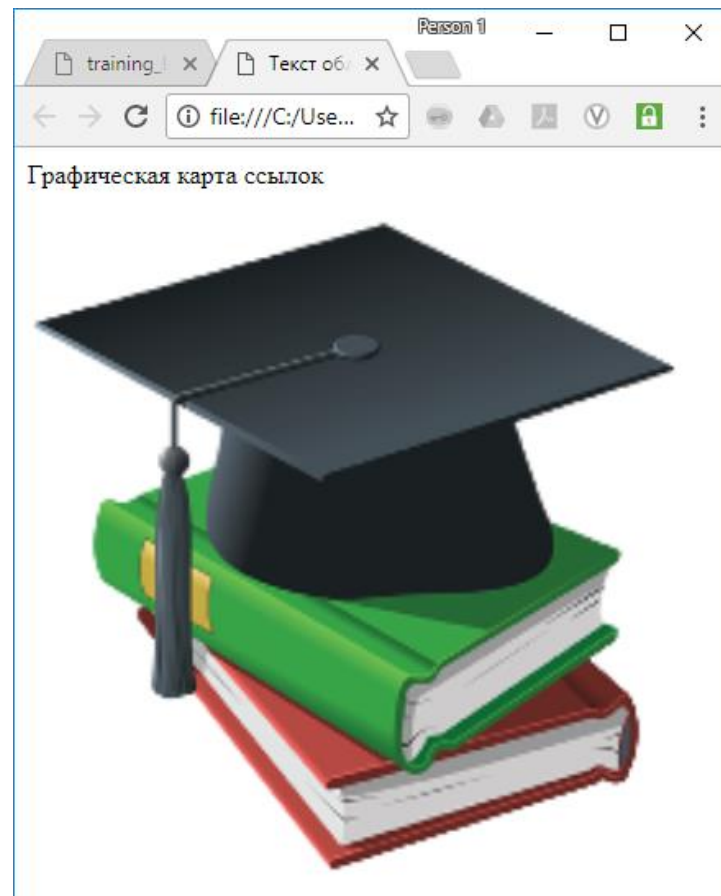 Person 1
training_
Текст об
file:///C:/Use...
Графическая карта ссылок